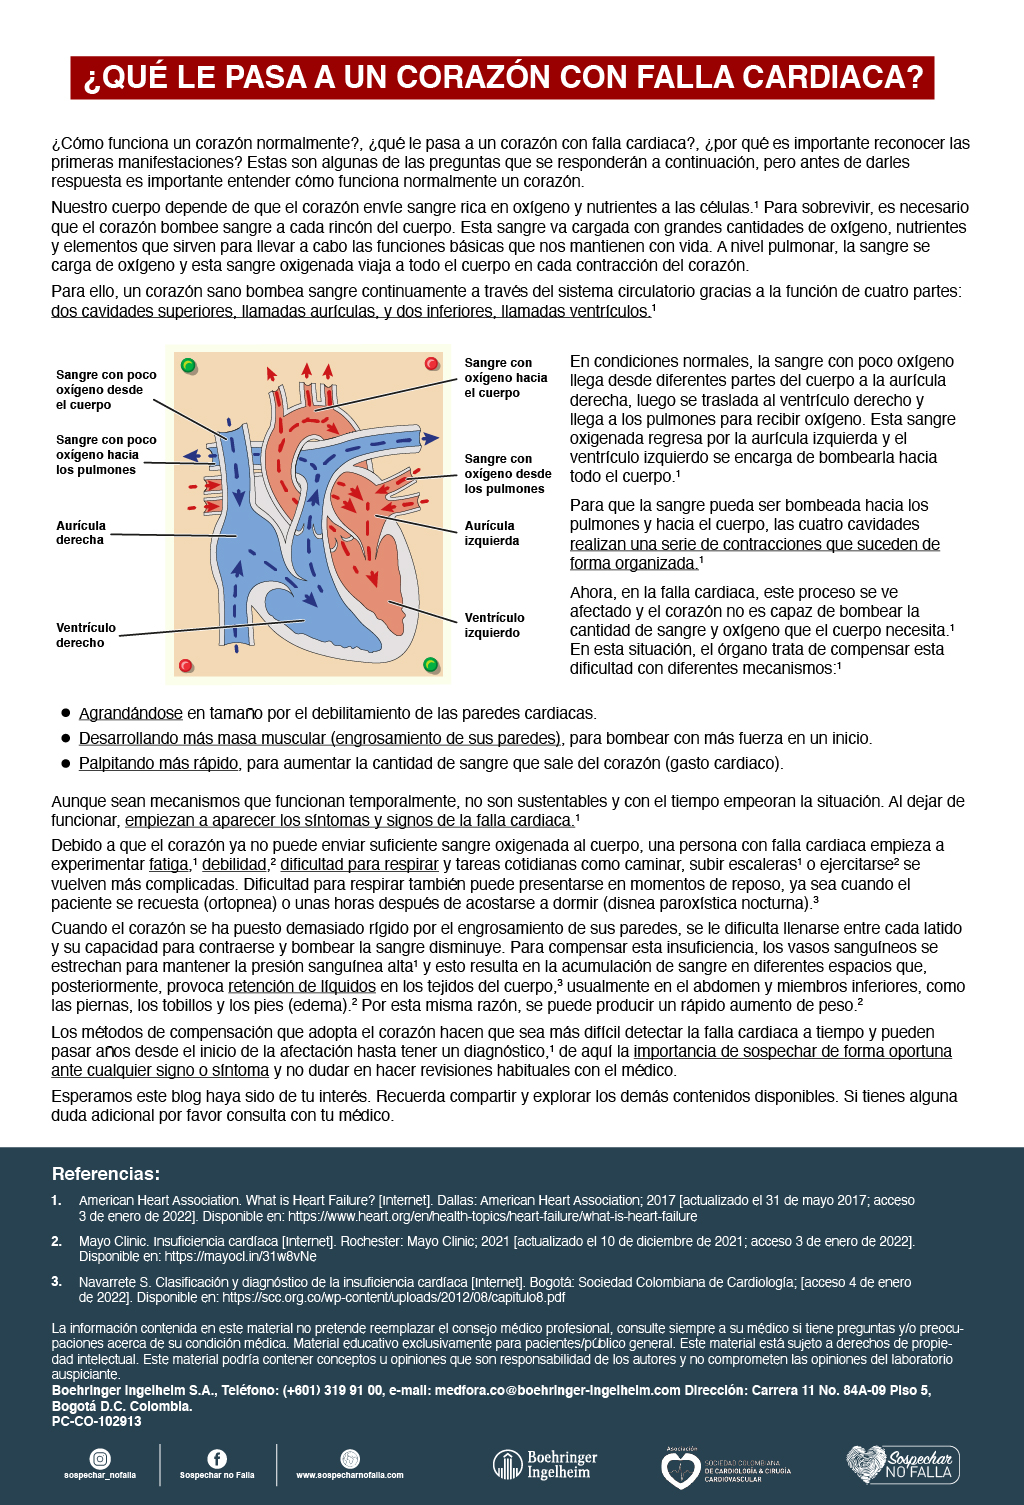 ¿QUÉ LE PASA A UN CORAZÓN CON FALLA CARDIACA?
¿Cómo funciona un corazón normalmente?, ¿qué le pasa a un corazón con falla cardiaca?, ¿por qué es importante reconocer las
primeras manifestaciones? Estas son algunas de las preguntas que se responderán a continuación, pero antes de darles
respuesta es importante entender cómo funciona normalmente un corazón.
Nuestro cuerpo depende de que el corazón envíe sangre rica en oxígeno y nutrientes a las células.¹ Para sobrevivir, es necesario
que el corazón bombee sangre a cada rincón del cuerpo. Esta sangre va cargada con grandes cantidades de oxígeno, nutrientes
y elementos que sirven para llevar a cabo las funciones básicas que nos mantienen con vida. A nivel pulmonar, la sangre se
carga de oxígeno y esta sangre oxigenada viaja a todo el cuerpo en cada contracción del corazón.
Para ello, un corazón sano bombea sangre continuamente a través del sistema circulatorio gracias a la función de cuatro partes:
dos cavidades superiores, llamadas aurículas, y dos inferiores, llamadas ventrículos.¹
Sangre con poco
oxígeno desde
el cuerpo
Sangre con poco
oxígeno hacia
los pulmones
Aurícula
derecha
Ventrículo
derecho
Sangre con
oxígeno hacia
el cuerpo
Sangre con
oxígeno desde
los pulmones
Aurícula
izquierda
Ventrículo
izquierdo
En condiciones normales, la sangre con poco oxígeno
llega desde diferentes partes del cuerpo a la aurícula
derecha, luego se traslada al ventrículo derecho y
llega a los pulmones para recibir oxígeno. Esta sangre
oxigenada regresa por la aurícula izquierda y el
ventrículo izquierdo se encarga de bombearla hacia
todo el cuerpo.¹
Para que la sangre pueda ser bombeada hacia los
pulmones y hacia el cuerpo, las cuatro cavidades
realizan una serie de contracciones que suceden de
forma organizada.¹
Ahora, en la falla cardiaca, este proceso se ve
afectado y el corazón no es capaz de bombear la
cantidad de sangre y oxígeno que el cuerpo necesita.¹
En esta situación, el órgano trata de compensar esta
dificultad con diferentes mecanismos:¹
● Agrandándose en tamaño por el debilitamiento de las paredes cardiacas.
● Desarrollando más masa muscular (engrosamiento de sus paredes), para bombear con más fuerza en un inicio.
● Palpitando más rápido, para aumentar la cantidad de sangre que sale del corazón (gasto cardiaco).
Aunque sean mecanismos que funcionan temporalmente, no son sustentables y con el tiempo empeoran la situación. Al dejar de
funcionar, empiezan a aparecer los síntomas y signos de la falla cardiaca.¹
Debido a que el corazón ya no puede enviar suficiente sangre oxigenada al cuerpo, una persona con falla cardiaca empieza a
experimentar fatiga,¹ debilidad,² dificultad para respirar y tareas cotidianas como caminar, subir escaleras¹ o ejercitarse² se
vuelven más complicadas. Dificultad para respirar también puede presentarse en momentos de reposo, ya sea cuando el
paciente se recuesta (ortopnea) o unas horas después de acostarse a dormir (disnea paroxística nocturna).³
Cuando el corazón se ha puesto demasiado rígido por el engrosamiento de sus paredes, se le dificulta llenarse entre cada latido
y su capacidad para contraerse y bombear la sangre disminuye. Para compensar esta insuficiencia, los vasos sanguíneos se
estrechan para mantener la presión sanguínea alta¹ y esto resulta en la acumulación de sangre en diferentes espacios que,
posteriormente, provoca retención de líquidos en los tejidos del cuerpo,³ usualmente en el abdomen y miembros inferiores, como
las piernas, los tobillos y los pies (edema).² Por esta misma razón, se puede producir un rápido aumento de peso.²
Los métodos de compensación que adopta el corazón hacen que sea más difícil detectar la falla cardiaca a tiempo y pueden
pasar años desde el inicio de la afectación hasta tener un diagnóstico,¹ de aquí la importancia de sospechar de forma oportuna
ante cualquier signo o síntoma y no dudar en hacer revisiones habituales con el médico.
Esperamos este blog haya sido de tu interés. Recuerda compartir y explorar los demás contenidos disponibles. Si tienes alguna
duda adicional por favor consulta con tu médico.
Referencias:
1. American Heart Association. What is Heart Failure? [Internet]. Dallas: American Heart Association; 2017 [actualizado el 31 de mayo 2017; acceso
3 de enero de 2022]. Disponible en: https://www.heart.org/en/health-topics/heart-failure/what-is-heart-failure
2. Mayo Clinic. Insuficiencia cardíaca [Internet]. Rochester: Mayo Clinic; 2021 [actualizado el 10 de diciembre de 2021; acceso 3 de enero de 2022].
Disponible en: https://mayocl.in/31w8vNe
3. Navarrete S. Clasificación y diagnóstico de la insuficiencia cardíaca [Internet]. Bogotá: Sociedad Colombiana de Cardiología; [acceso 4 de enero
de 2022]. Disponible en: https://scc.org.co/wp-content/uploads/2012/08/capitulo8.pdf
La información contenida en este material no pretende reemplazar el consejo médico profesional, consulte siempre a su médico si tiene preguntas y/o preocu-
paciones acerca de su condición médica. Material educativo exclusivamente para pacientes/público general. Este material está sujeto a derechos de propie-
dad intelectual. Este material podría contener conceptos u opiniones que son responsabilidad de los autores y no comprometen las opiniones del laboratorio
auspiciante.
Boehringer Ingelheim S.A., Teléfono: (+601) 319 91 00, e-mail: medfora.co@boehringer-ingelheim.com Dirección: Carrera 11 No. 84A-09 Piso 5,
Bogotá D.C. Colombia.
PC-CO-102913
sospechar_nofalla
Sospechar no Falla
www.sospecharnofalla.com
Boehringer
Ingelheim
Asociación
SOCIEDAD COLOMBIANA
DE CARDIOLOGÍA & CIRUGÍA
CARDIOVASCULAR
Sospechar
NO FALLA